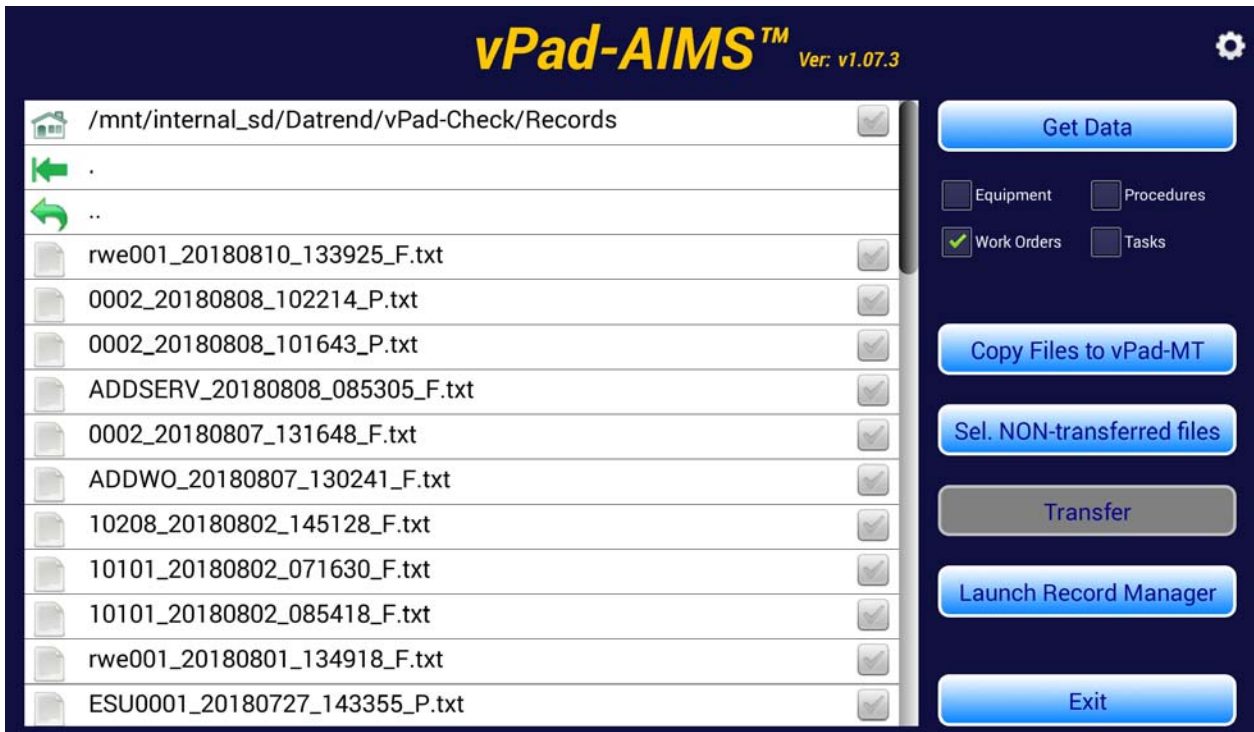 vPad-AIMS™ Ver: v1.07.3
/mnt/internal_sd/Datrend/vPad-Check/Records
.
..
rwe001_20180810_133925_F.txt
0002_20180808_102214_P.txt
0002_20180808_101643_P.txt
ADDSERV_20180808_085305_F.txt
0002_20180807_131648_F.txt
ADDWO_20180807_130241_F.txt
10208_20180802_145128_F.txt
10101_20180802_071630_F.txt
10101_20180802_085418_F.txt
rwe001_20180801_134918_F.txt
ESU0001_20180727_143355_P.txt
Get Data
Equipment Procedures
Work Orders Tasks
Copy Files to vPad-MT
Sel. NON-transferred files
Transfer
Launch Record Manager
Exit